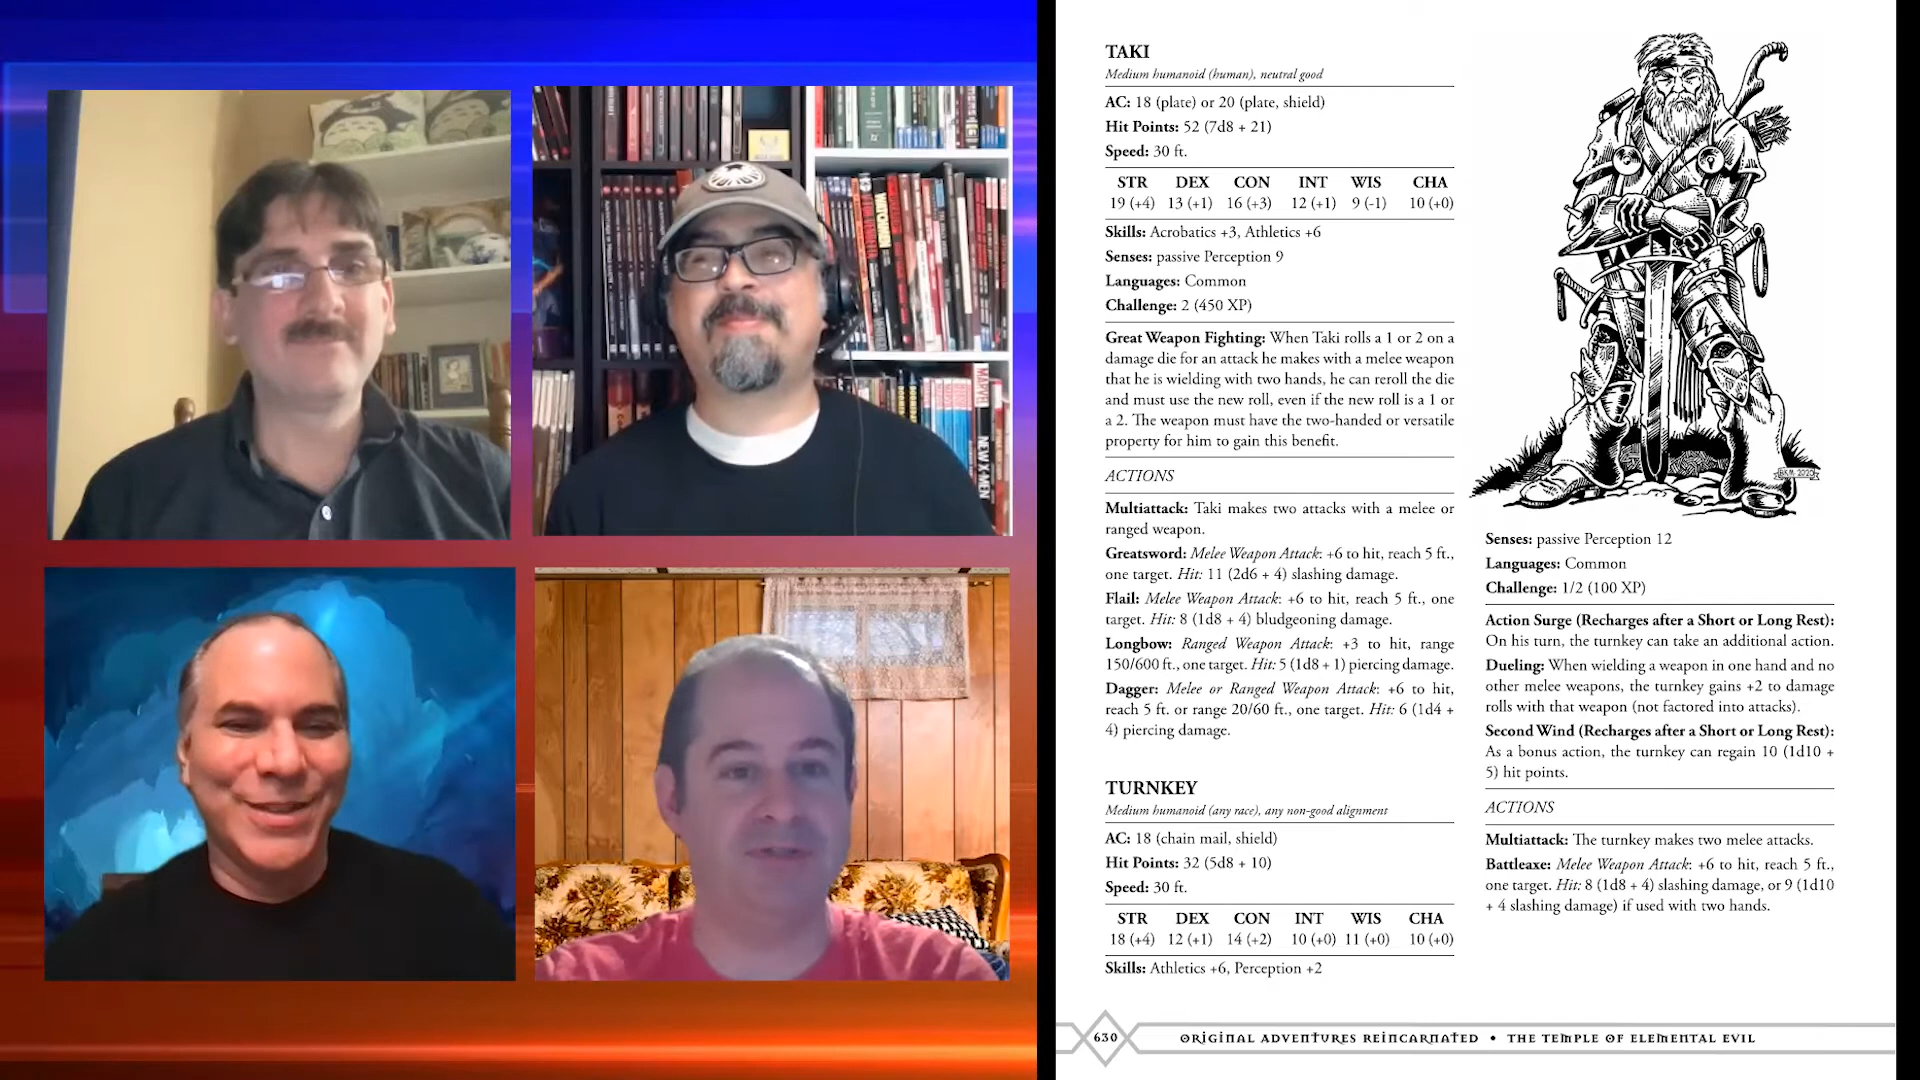 TAKI
Medium humanoid (human), neutral good
AC: 18 (plate) or 20 (plate, shield)
Hit Points: 52 (7d8 + 21)
Speed: 30 ft.
STR DEX CON INT WIS CHA
19 (+4) 13 (+1) 16 (+3) 12 (+1) 9 (-1) 10 (+0)
Skills: Acrobatics +3, Athletics +6
Senses: passive Perception 9
Languages: Common
Challenge: 2 (450 XP)
Great Weapon Fighting: When Taki rolls a 1 or 2 on a
damage die for an attack he makes with a melee weapon
that he is wielding with two hands, he can reroll the die
and must use the new roll, even if the new roll is a 1 or
a 2. The weapon must have the two-handed or versatile
property for him to gain this benefit.
ACTIONS
Multiattack: Taki makes two attacks with a melee or
ranged weapon.
Greatsword: Melee Weapon Attack: +6 to hit, reach 5 ft.,
one target. Hit: 11 (2d6 + 4) slashing damage.
Flail: Melee Weapon Attack: +6 to hit, reach 5 ft., one
target. Hit: 8 (1d8 + 4) bludgeoning damage.
Longbow: Ranged Weapon Attack: +3 to hit, range
150/600 ft., one target. Hit: 5 (1d8 + 1) piercing damage.
Dagger: Melee or Ranged Weapon Attack: +6 to hit,
reach 5 ft. or range 20/60 ft., one target. Hit: 6 (1d4 +
4) piercing damage.
TURNKEY
Medium humanoid (any race), any non-good alignment
AC: 18 (chain mail, shield)
Hit Points: 32 (5d8 + 10)
Speed: 30 ft.
STR DEX CON INT WIS CHA
18 (+4) 12 (+1) 14 (+2) 10 (+0) 11 (+0) 10 (+0)
Skills: Athletics +6, Perception +2
BKM 2020
Senses: passive Perception 12
Languages: Common
Challenge: 1/2 (100 XP)
Action Surge (Recharges after a Short or Long Rest):
On his turn, the turnkey can take an additional action.
Dueling: When wielding a weapon in one hand and no
other melee weapons, the turnkey gains +2 to damage
rolls with that weapon (not factored into attacks).
Second Wind (Recharges after a Short or Long Rest):
As a bonus action, the turnkey can regain 10 (1d10 +
5) hit points.
ACTIONS
Multiattack: The turnkey makes two melee attacks.
Battleaxe: Melee Weapon Attack: +6 to hit, reach 5 ft.,
one target. Hit: 8 (1d8 + 4) slashing damage, or 9 (1d10
+ 4 slashing damage) if used with two hands.
630
ORIGINAL ADVENTURES REINCARNATED • THE TEMPLE OF ELEMENTAL EVIL
WATCHMEN
NEW X-MEN